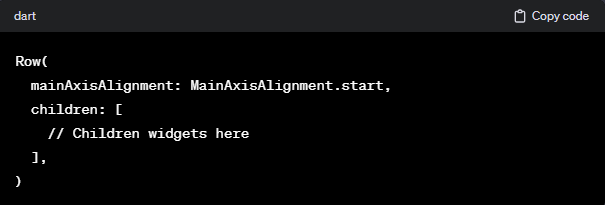 dart
Copy code
Row(
  mainAxisAlignment: MainAxisAlignment.start,
  children: [
    // Children widgets here
  ],
)